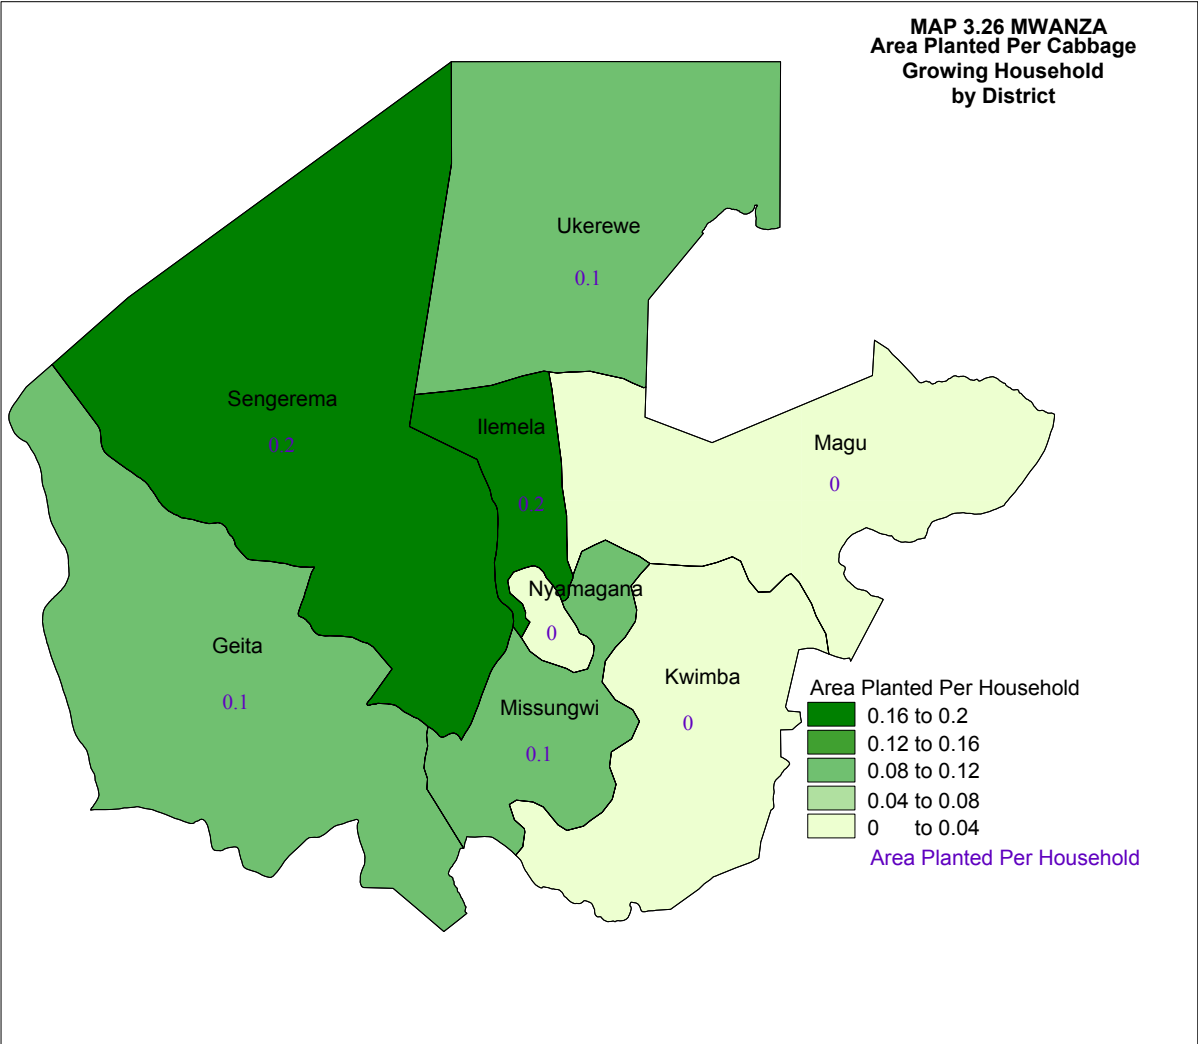 MAP 3.26 MWANZA
Area Planted Per Cabbage
Growing Household
by District
Ukerewe
0.1
Sengerema
0.2
Ilemela
0.2
Magu
0
Nyamagana
0
Geita
0.1
Missungwi
0.1
Kwimba
0
Area Planted Per Household
0.16 to 0.2
0.12 to 0.16
0.08 to 0.12
0.04 to 0.08
0 to 0.04
Area Planted Per Household